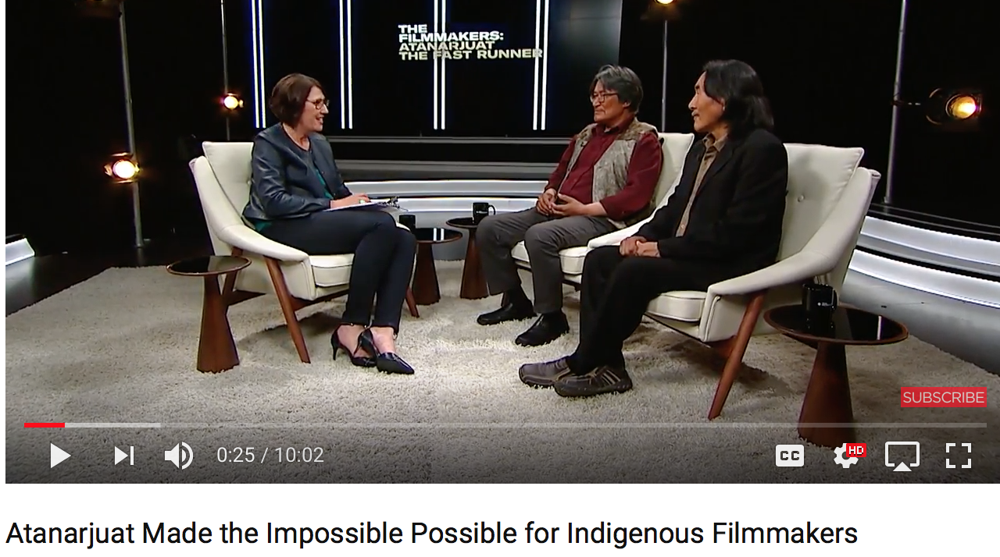 THE
FILMMAKERS:
ATANARJUAT
THE FAST RUNNER
SUBSCRIBE
0:25 / 10:02
CC
HD
Atanarjuat Made the Impossible Possible for Indigenous Filmmakers